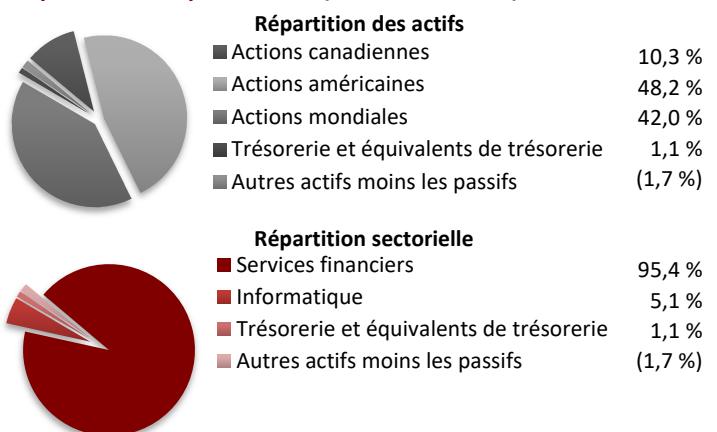 Répartition des actifs
Actions canadiennes 10,3 %
Actions américaines 48,2 %
Actions mondiales 42,0 %
Trésorerie et équivalents de trésorerie 1,1 %
Autres actifs moins les passifs (1,7 %)
Répartition sectorielle
Services financiers 95,4 %
Informatique 5,1 %
Trésorerie et équivalents de trésorerie 1,1 %
Autres actifs moins les passifs (1,7 %)